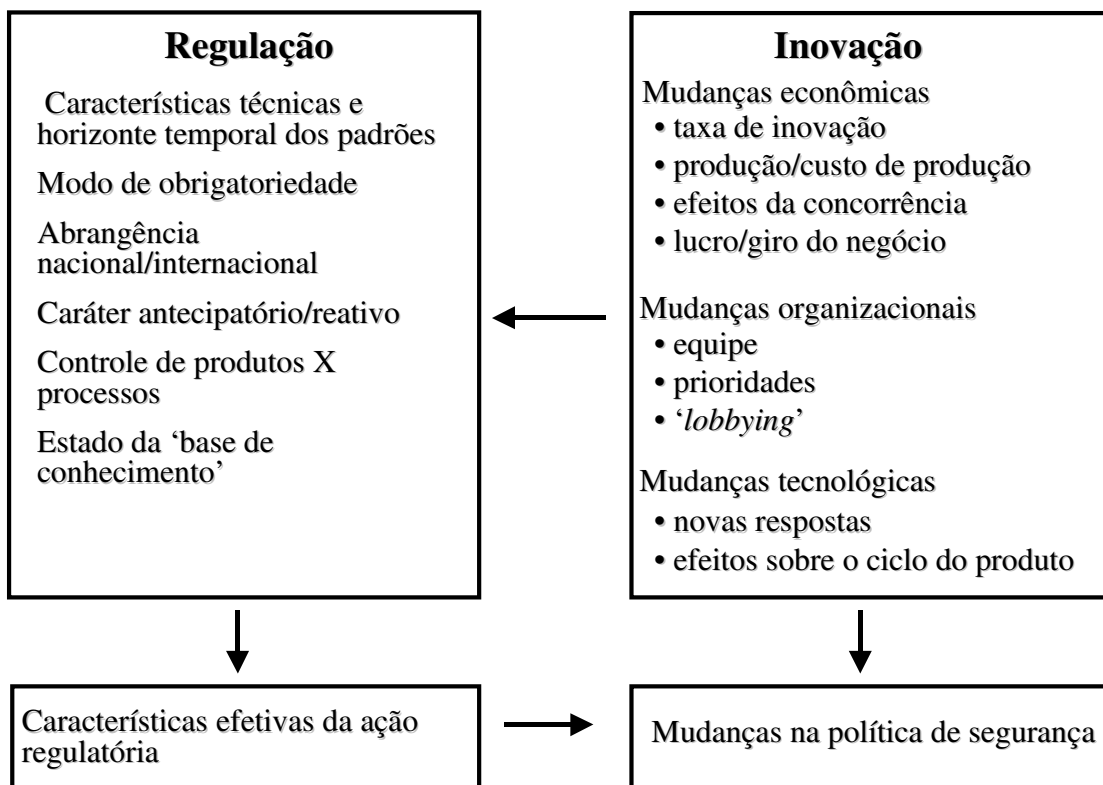 Regulação
Características técnicas e
horizonte temporal dos padrões
Modo de obrigatoriedade
Abrangência
nacional/internacional
Caráter antecipatório/reativo
Controle de produtos X
processos
Estado da ‘base de
conhecimento’
Inovação
Mudanças econômicas
• taxa de inovação
• produção/custo de produção
• efeitos da concorrência
• lucro/giro do negócio
Mudanças organizacionais
• equipe
• prioridades
• ‘lobbying’
Mudanças tecnológicas
• novas respostas
• efeitos sobre o ciclo do produto
Características efetivas da ação
regulatória
Mudanças na política de segurança